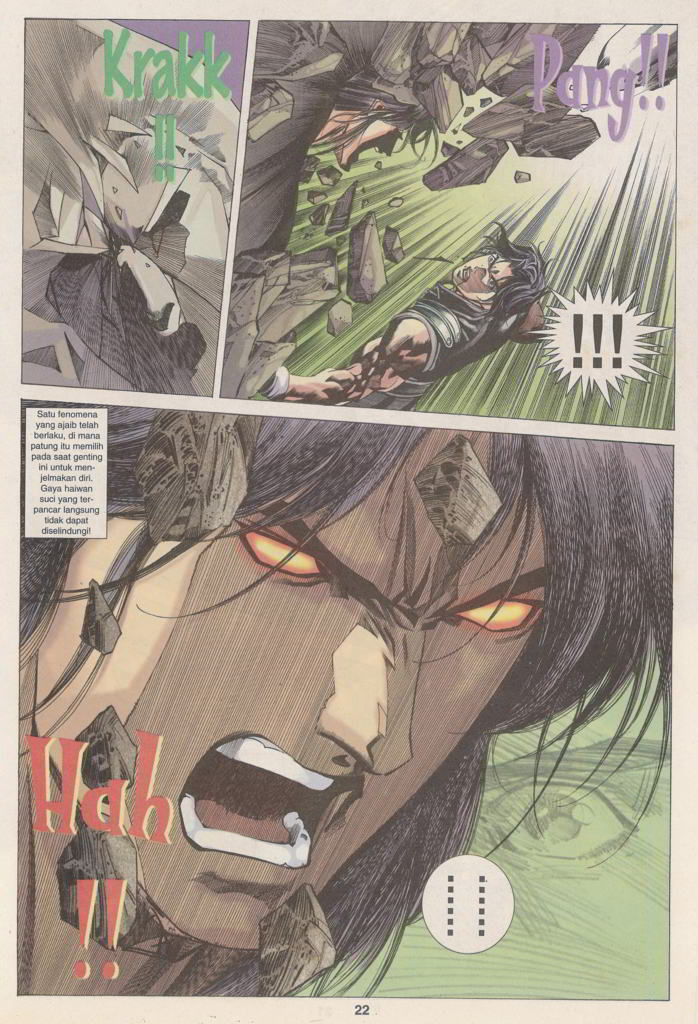 Krakk
!!
Pang!!
!!!
Satu fenomena
yang ajaib telah
berlaku, di mana
patung itu memilih
pada saat genting
ini untuk men-
jelmakan diri.
Gaya haiwan
suci yang ter-
pancar langsung
tidak dapat
diselindungi!
Hah
!!
22